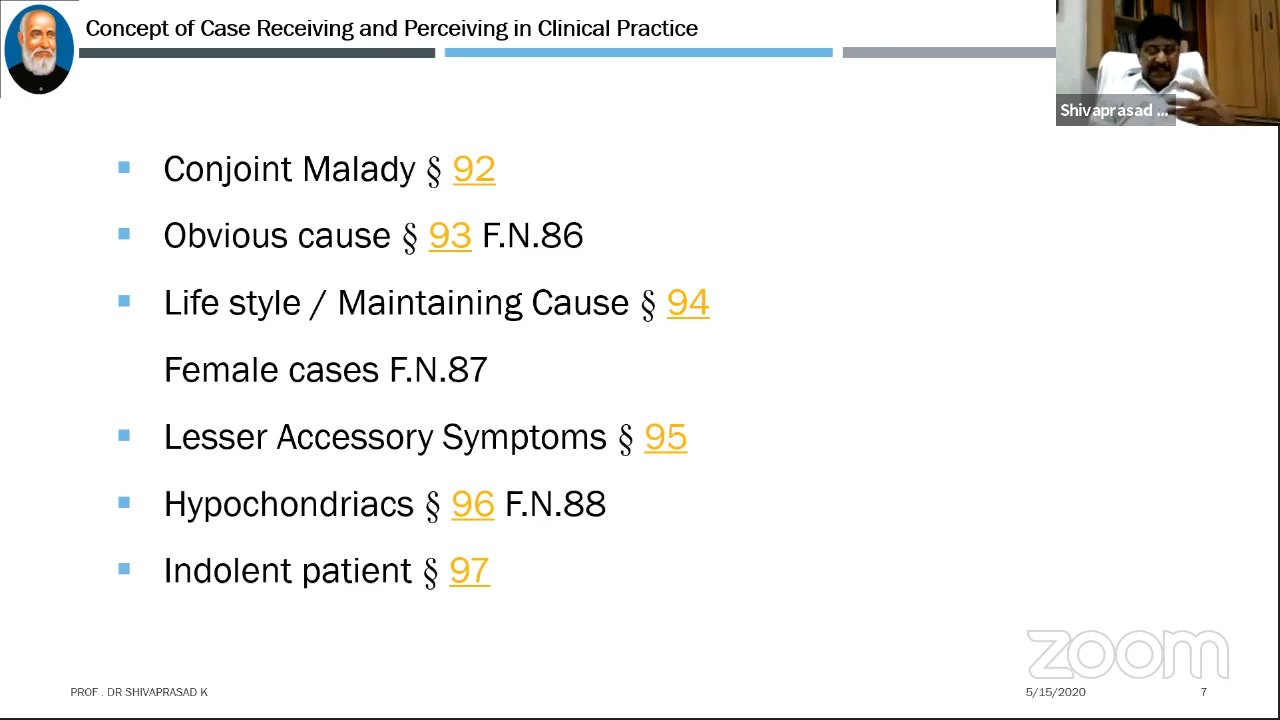 Concept of Case Receiving and Perceiving in Clinical Practice
Shivaprasad ...
Conjoint Malady § 92
Obvious cause § 93 F.N.86
Life style / Maintaining Cause § 94
Female cases F.N.87
Lesser Accessory Symptoms § 95
Hypochondriacs § 96 F.N.88
Indolent patient § 97
zoom
PROF . DR SHIVAPRASAD K
5/15/2020
7